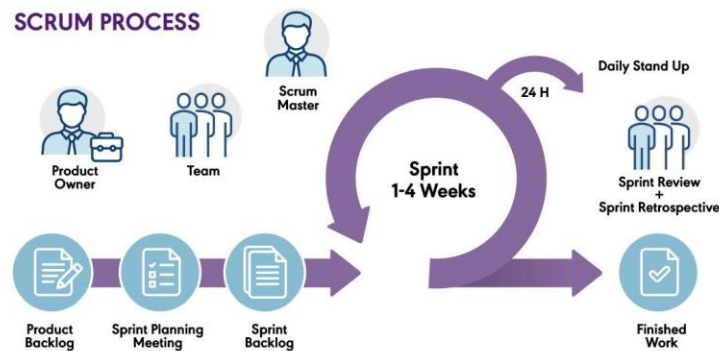 SCRUM PROCESS
Scrum
Master
Product
Owner
Team
24 H
Daily Stand Up
Sprint
1-4 Weeks
Sprint Review
+
Sprint Retrospective
Product
Backlog
Sprint Planning
Meeting
Sprint
Backlog
Finished
Work